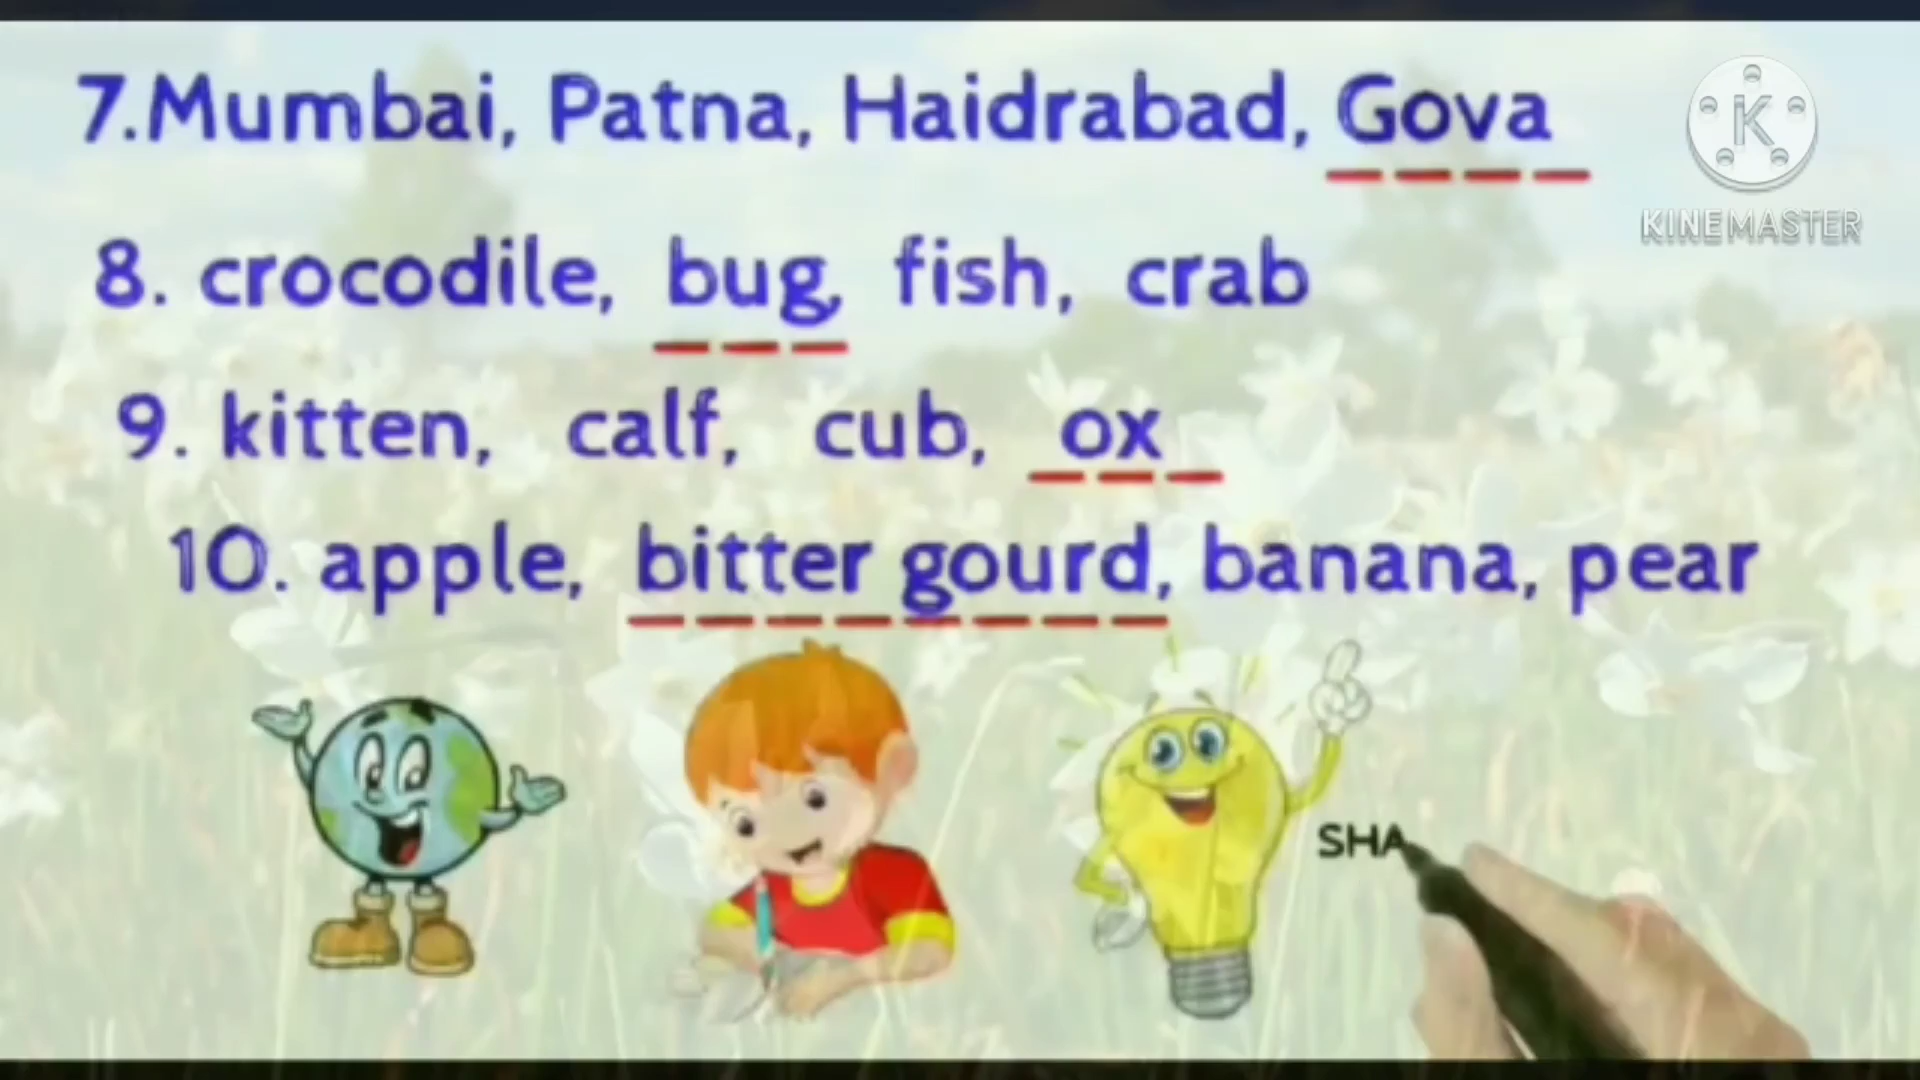 7.Mumbai, Patna, Haidrabad, Gova
K
KINEMASTER
8. crocodile, bug, fish, crab
9. kitten, calf, cub, ox
10. apple, bitter gourd, banana, pear
SHA